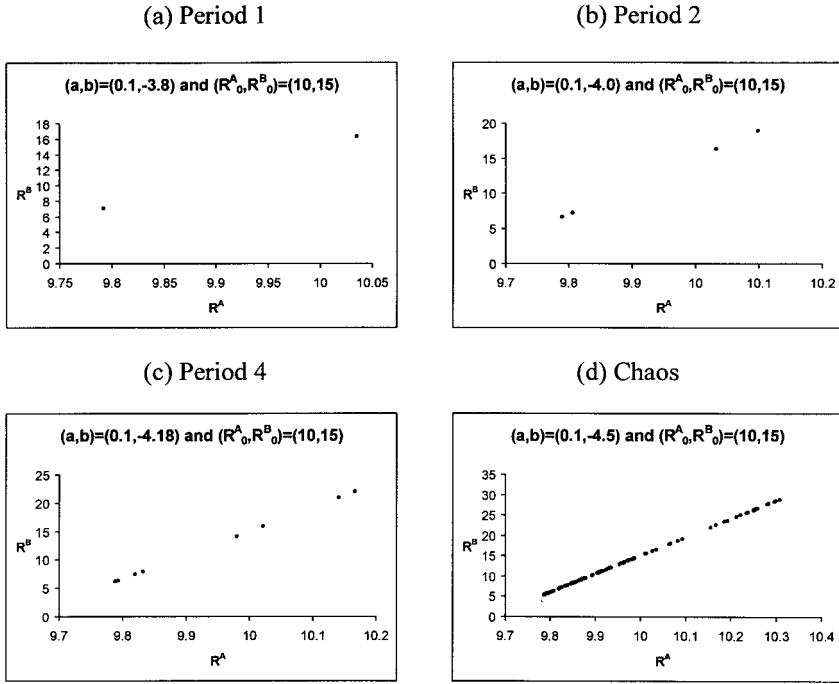 (a) Period 1
(b) Period 2
(a,b)=(0.1,-3.8) and (R^A_0,R^B_0)=(10,15)
18
16
14
12
10
8
6
4
2
0
R^B
9.75 9.8 9.85 9.9 9.95 10 10.05
R^A
(a,b)=(0.1,-4.0) and (R^A_0,R^B_0)=(10,15)
20
15
10
5
0
R^B
9.7 9.8 9.9 10 10.1 10.2
R^A
(c) Period 4
(d) Chaos
(a,b)=(0.1,-4.18) and (R^A_0,R^B_0)=(10,15)
25
20
15
10
5
0
R^B
9.7 9.8 9.9 10 10.1 10.2
R^A
(a,b)=(0.1,-4.5) and (R^A_0,R^B_0)=(10,15)
35
30
25
20
15
10
5
0
R^B
9.7 9.8 9.9 10 10.1 10.2 10.3 10.4
R^A